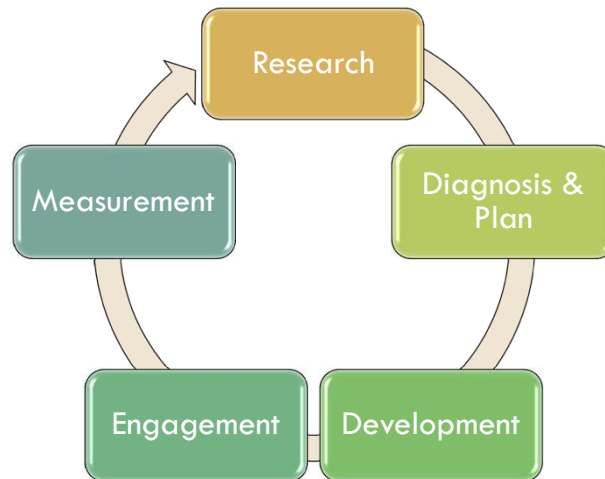 Research
Diagnosis &
Plan
Development
Engagement
Measurement